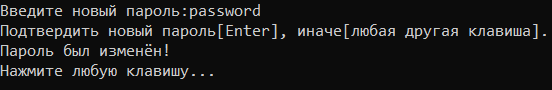 Введите новый пароль:password
Подтвердить новый пароль[Enter], иначе[любая другая клавиша].
Пароль был изменён!
Нажмите любую клавишу...